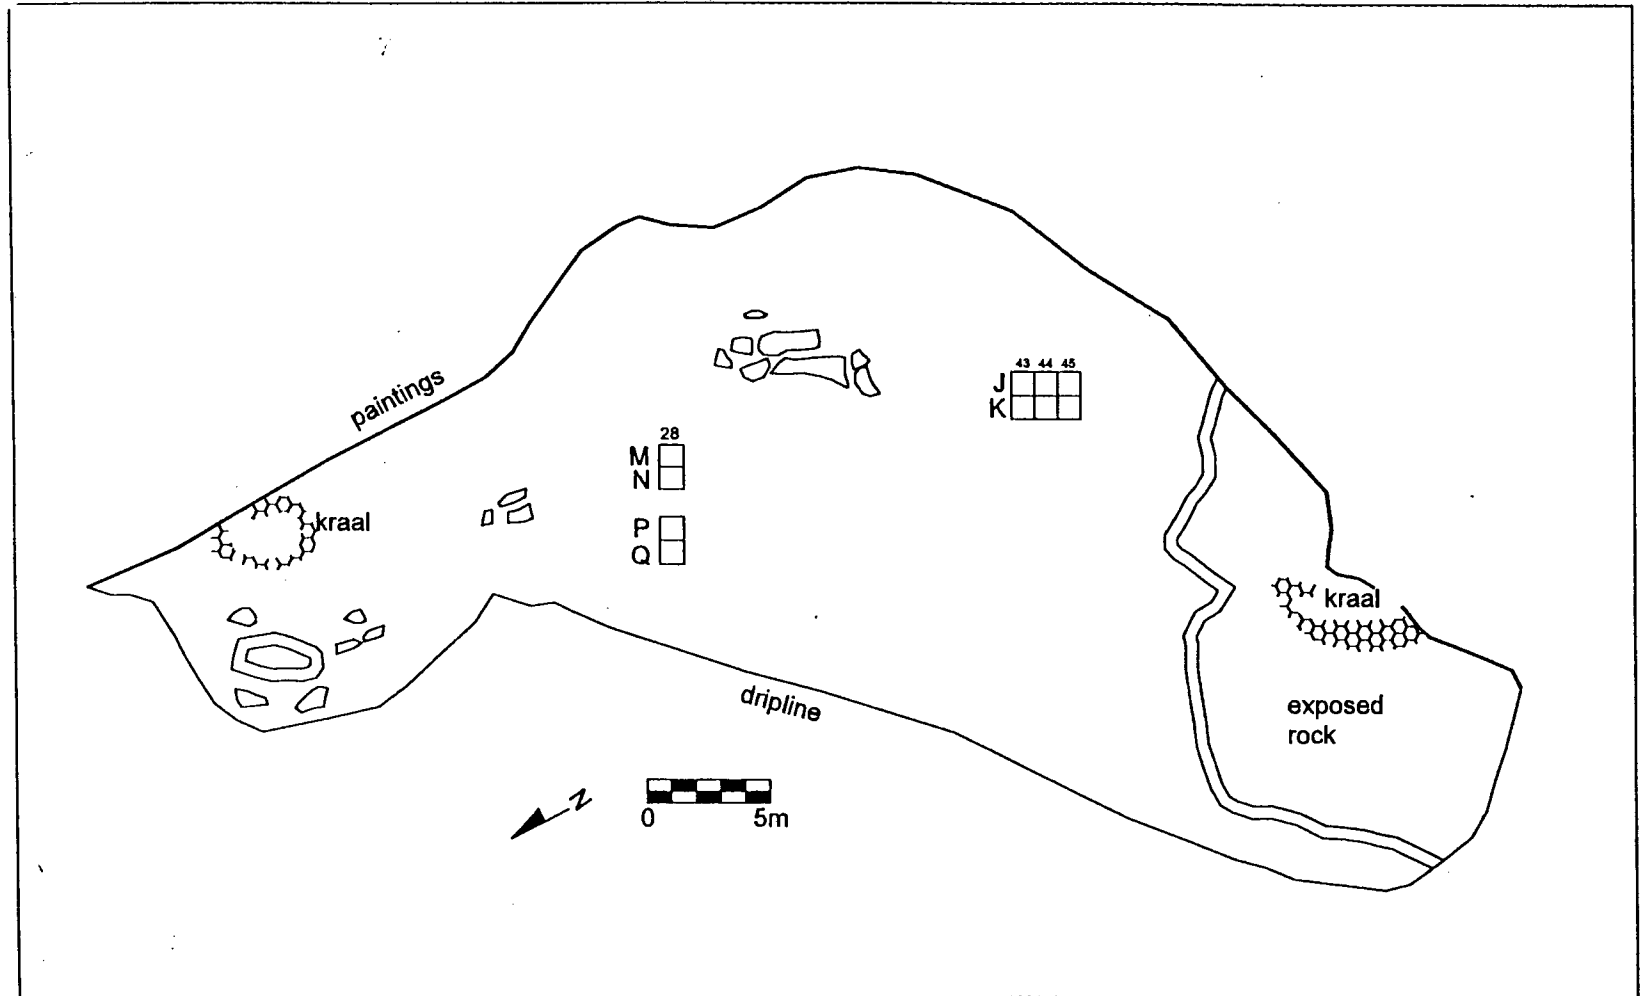 43 44 45
J
K
paintings
28
M
N
P
Q
kraal
kraal
exposed
rock
dripline
N
0 5m